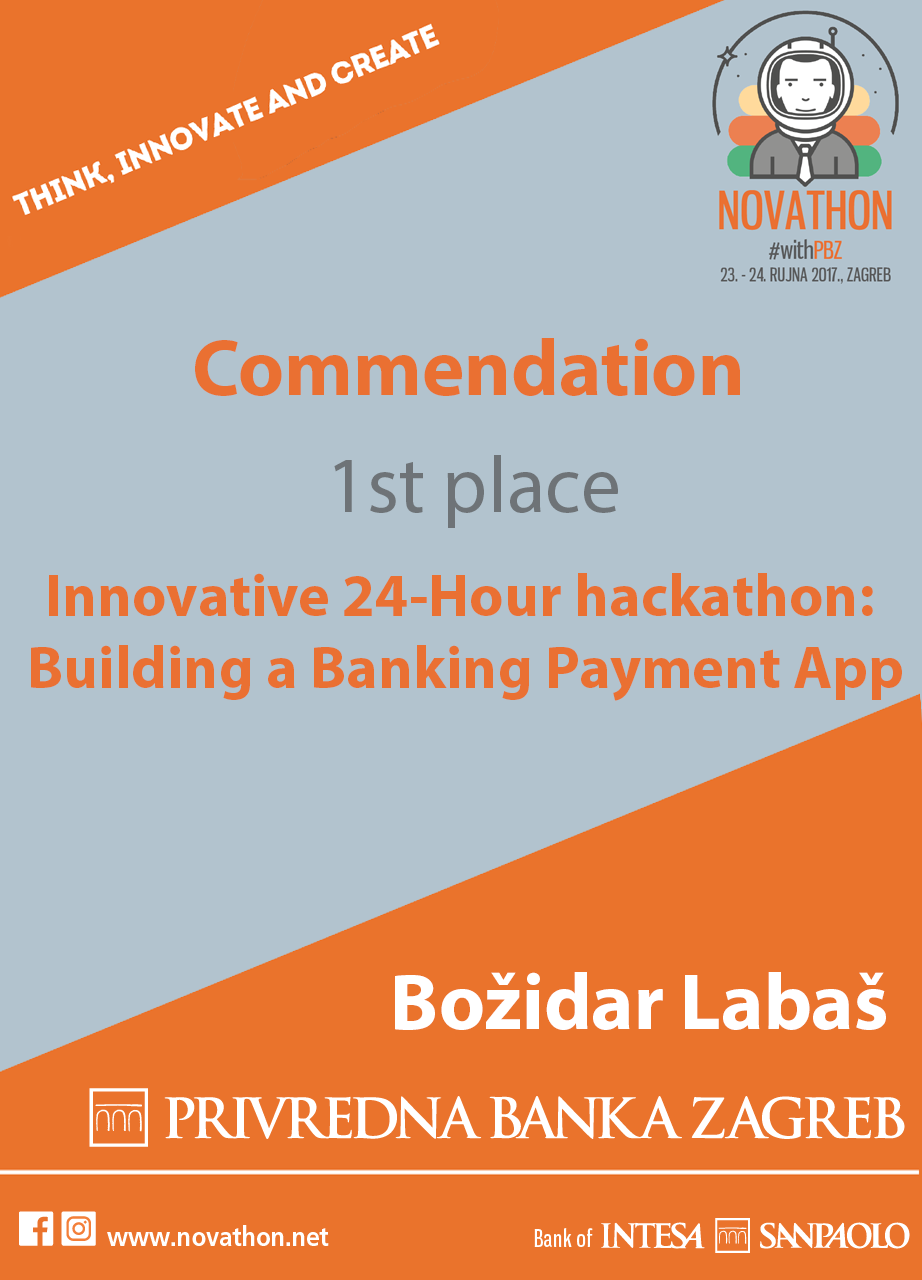 THINK, INNOVATE AND CREATE
NOVATHON
#withPBZ
23. - 24. RUJNA 2017., ZAGREB
Commendation
1st place
Innovative 24-Hour hackathon:
Building a Banking Payment App
Božidar Labaš
PRIVREDNA BANKA ZAGREB
www.novathon.net
Bank of INTESA SANPAOLO